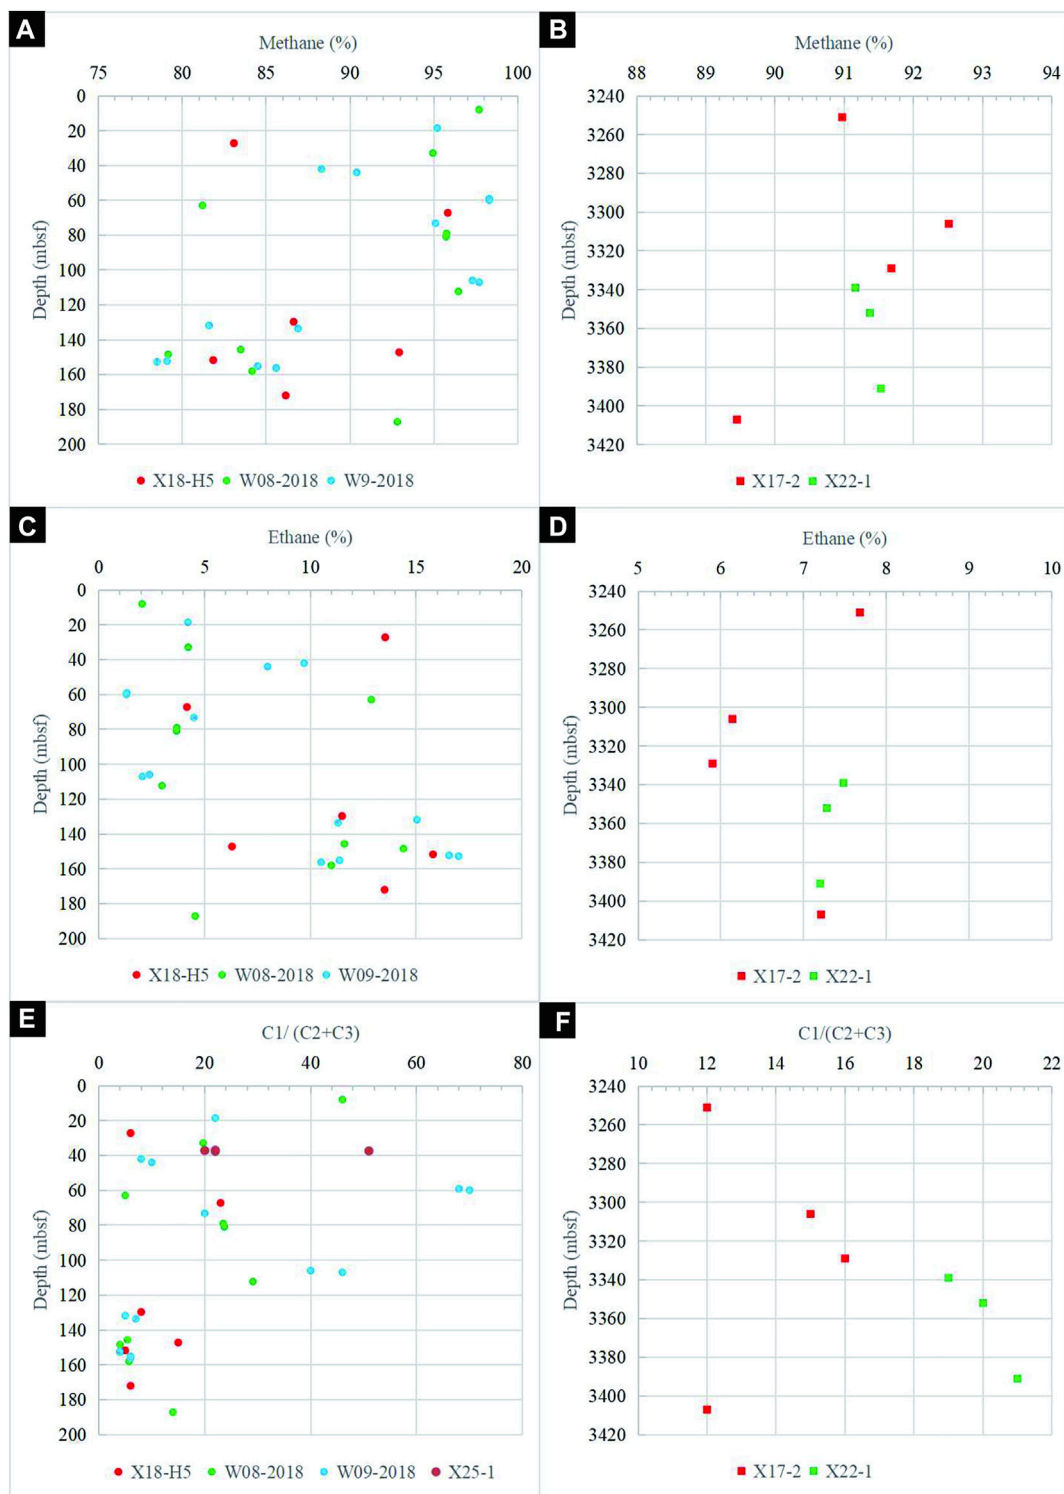 A
Methane (%)
75 80 85 90 95 100
Depth (mbsf)
0
20
40
60
80
100
120
140
160
180
200
X18-H5 W08-2018 W9-2018
B
Methane (%)
88 89 90 91 92 93 94
Depth (mbsf)
3240
3260
3280
3300
3320
3340
3360
3380
3400
3420
X17-2 X22-1
C
Ethane (%)
0 5 10 15 20
Depth (mbsf)
0
20
40
60
80
100
120
140
160
180
200
X18-H5 W08-2018 W09-2018
D
Ethane (%)
5 6 7 8 9 10
Depth (mbsf)
3240
3260
3280
3300
3320
3340
3360
3380
3400
3420
X17-2 X22-1
E
C1/ (C2+C3)
0 20 40 60 80
Depth (mbsf)
0
20
40
60
80
100
120
140
160
180
200
X18-H5 W08-2018 W09-2018 X25-1
F
C1/(C2+C3)
10 12 14 16 18 20 22
Depth (mbsf)
3240
3260
3280
3300
3320
3340
3360
3380
3400
3420
X17-2 X22-1